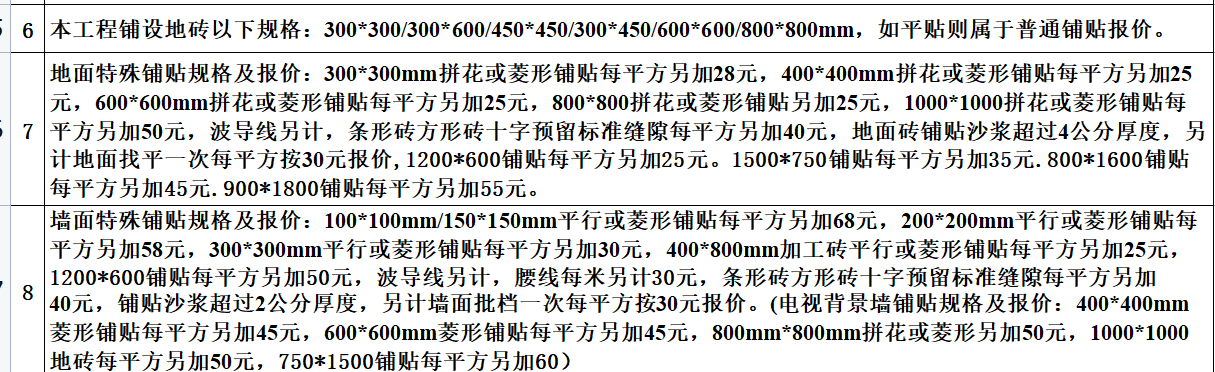 6 本工程铺设地砖以下规格：300*300/300*600/450*450/300*450/600*600/800*800mm，如平贴则属于普通铺贴报价。
地面特殊铺贴规格及报价：300*300mm拼花或菱形铺贴每平方另加28元，400*400mm拼花或菱形铺贴每平方另加25
元，600*600mm拼花或菱形铺贴每平方另加25元，800*800拼花或菱形铺贴另加25元，1000*1000拼花或菱形铺贴每
7 平方另加50元，波导线另计，条形砖方形砖十字预留标准缝隙每平方另加40元，地面砖铺贴沙浆超过4公分厚度，另
计地面找平一次每平方按30元报价,1200*600铺贴每平方另加25元。1500*750铺贴每平方另加35元.800*1600铺贴
每平方另加45元.900*1800铺贴每平方另加55元。
墙面特殊铺贴规格及报价：100*100mm/150*150mm平行或菱形铺贴每平方另加68元，200*200mm平行或菱形铺贴每
平方另加58元，300*300mm平行或菱形铺贴每平方另加30元，400*800mm加工砖平行或菱形铺贴每平方另加25元，
1200*600铺贴每平方另加50元，波导线另计，腰线每米另计30元，条形砖方形砖十字预留标准缝隙每平方另加
8 40元，铺贴沙浆超过2公分厚度，另计墙面批档一次每平方按30元报价。(电视背景墙铺贴规格及报价：400*400mm
菱形铺贴每平方另加45元，600*600mm菱形铺贴每平方另加45元，800mm*800mm拼花或菱形另加50元，1000*1000
地砖每平方另加50元，750*1500铺贴每平方另加60）